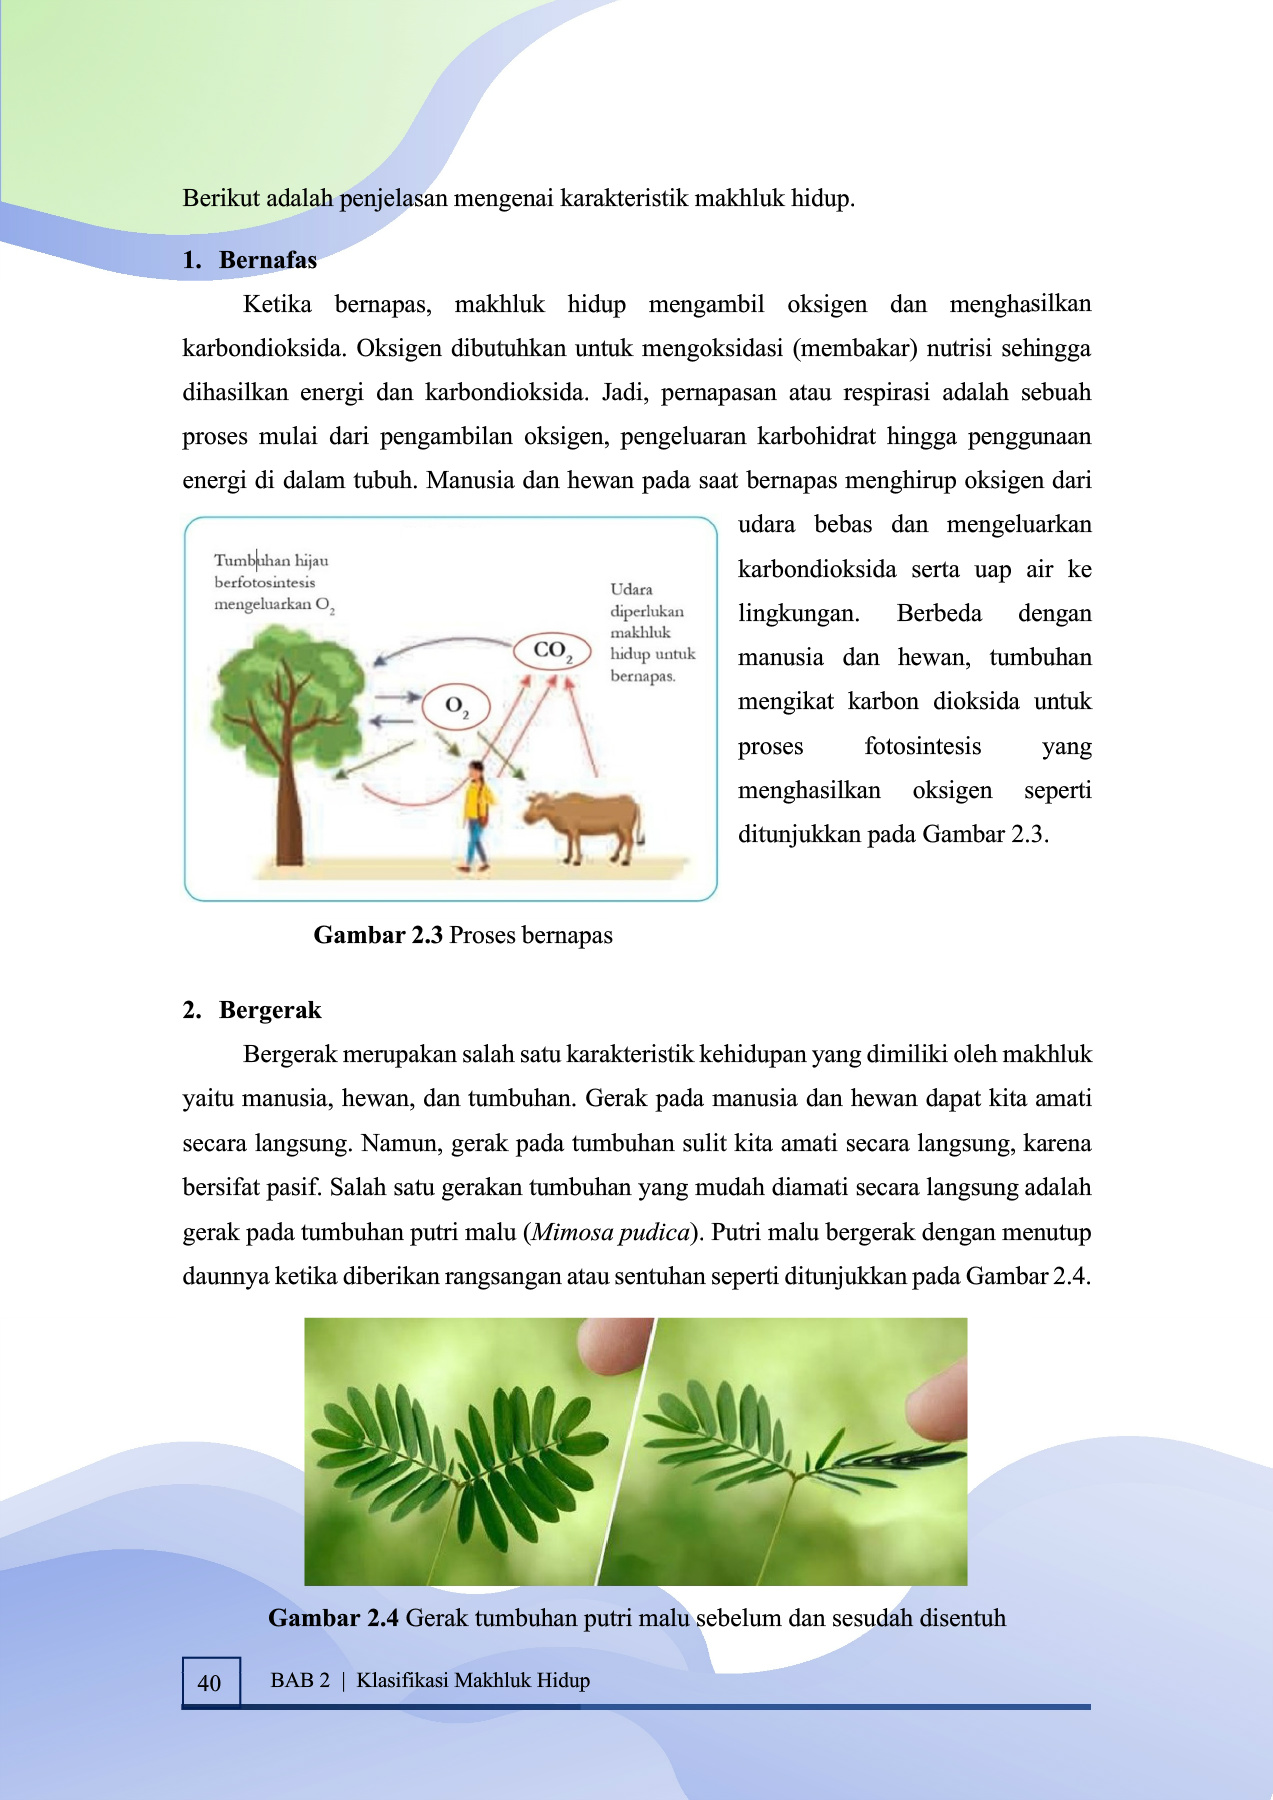 Berikut adalah penjelasan mengenai karakteristik makhluk hidup.
1. Bernafas
Ketika bernapas, makhluk hidup mengambil oksigen dan menghasilkan
karbondioksida. Oksigen dibutuhkan untuk mengoksidasi (membakar) nutrisi sehingga
dihasilkan energi dan karbondioksida. Jadi, pernapasan atau respirasi adalah sebuah
proses mulai dari pengambilan oksigen, pengeluaran karbohidrat hingga penggunaan
energi di dalam tubuh. Manusia dan hewan pada saat bernapas menghirup oksigen dari
udara bebas dan mengeluarkan
karbondioksida serta uap air ke
lingkungan. Berbeda dengan
manusia dan hewan, tumbuhan
mengikat karbon dioksida untuk
proses fotosintesis yang
menghasilkan oksigen seperti
ditunjukkan pada Gambar 2.3.
Tumbuhan hijau
berfotosintesis
mengeluarkan O2
Udara
diperlukan
makhluk
hidup untuk
bernapas.
CO2
O2
Gambar 2.3 Proses bernapas
2. Bergerak
Bergerak merupakan salah satu karakteristik kehidupan yang dimiliki oleh makhluk
yaitu manusia, hewan, dan tumbuhan. Gerak pada manusia dan hewan dapat kita amati
secara langsung. Namun, gerak pada tumbuhan sulit kita amati secara langsung, karena
bersifat pasif. Salah satu gerakan tumbuhan yang mudah diamati secara langsung adalah
gerak pada tumbuhan putri malu (Mimosa pudica). Putri malu bergerak dengan menutup
daunnya ketika diberikan rangsangan atau sentuhan seperti ditunjukkan pada Gambar 2.4.
Gambar 2.4 Gerak tumbuhan putri malu sebelum dan sesudah disentuh
40 BAB 2 | Klasifikasi Makhluk Hidup